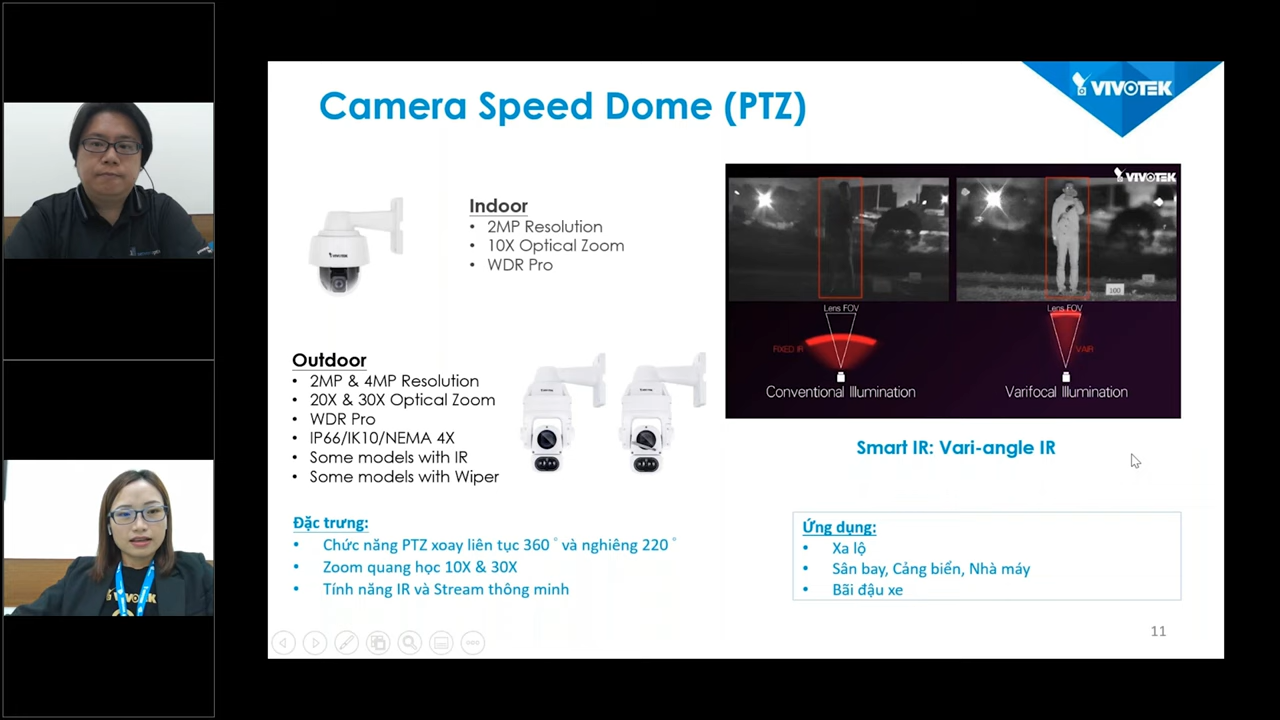 Camera Speed Dome (PTZ)
VIVOTEK
Indoor
• 2MP Resolution
• 10X Optical Zoom
• WDR Pro
VIVOTEK
100
Lens FOV
Lens FOV
FIXED IR
VAIR
Conventional Illumination
Varifocal Illumination
Smart IR: Vari-angle IR
Outdoor
• 2MP & 4MP Resolution
• 20X & 30X Optical Zoom
• WDR Pro
• IP66/IK10/NEMA 4X
• Some models with IR
• Some models with Wiper
Đặc trưng:
• Chức năng PTZ xoay liên tục 360° và nghiêng 220°
• Zoom quang học 10X & 30X
• Tính năng IR và Stream thông minh
Ứng dụng:
• Xa lộ
• Sân bay, Cảng biển, Nhà máy
• Bãi đậu xe
11
VIVOTEK